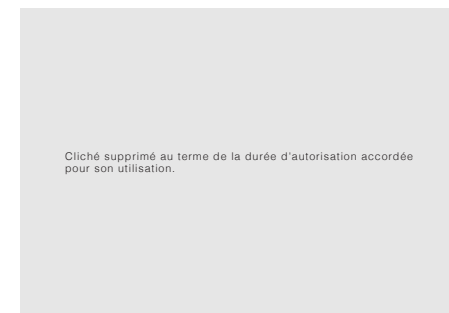 Cliché supprimé au terme de la durée d'autorisation accordée
pour son utilisation.